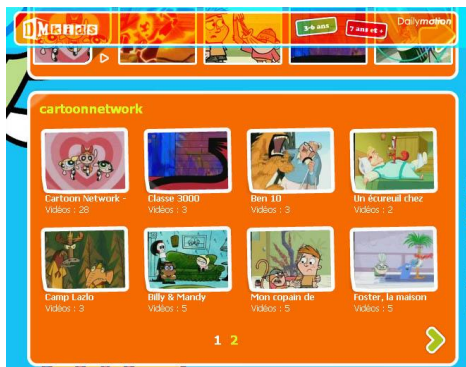 DMkids
3-6 ans
7 ans et +
Dailymotion
cartoonnetwork
Cartoon Network -
Vidéos : 28
Classe 3000
Vidéos : 3
Ben 10
Vidéos : 3
Un écureuil chez
Vidéos : 2
Camp Lazlo
Vidéos : 3
Billy & Mandy
Vidéos : 5
Mon copain de
Vidéos : 5
Foster, la maison
Vidéos : 5
1 2